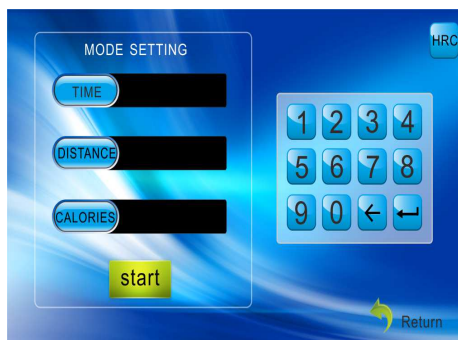 HRC
MODE SETTING
TIME
DISTANCE
CALORIES
start
1 2 3 4
5 6 7 8
9 0 ← ↵
Return